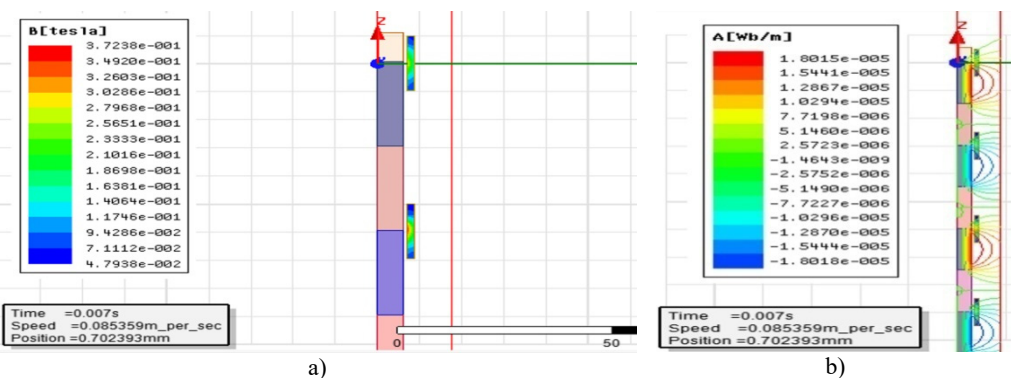 B[tesla]
3.7238e-001
3.4920e-001
3.2603e-001
3.0286e-001
2.7968e-001
2.5651e-001
2.3333e-001
2.1016e-001
1.8698e-001
1.6381e-001
1.4064e-001
1.1746e-001
9.4286e-002
7.1112e-002
4.7938e-002
Z
Time =0.007s
Speed =0.085359m_per_sec
Position =0.702393mm
0
50
a)
A[Wb/m]
1.8015e-005
1.5441e-005
1.2867e-005
1.0294e-005
7.7198e-006
5.1460e-006
2.5723e-006
-1.4643e-009
-2.5752e-006
-5.1490e-006
-7.7227e-006
-1.0296e-005
-1.2870e-005
-1.5444e-005
-1.8018e-005
Z
Time =0.007s
Speed =0.085359m_per_sec
Position =0.702393mm
b)